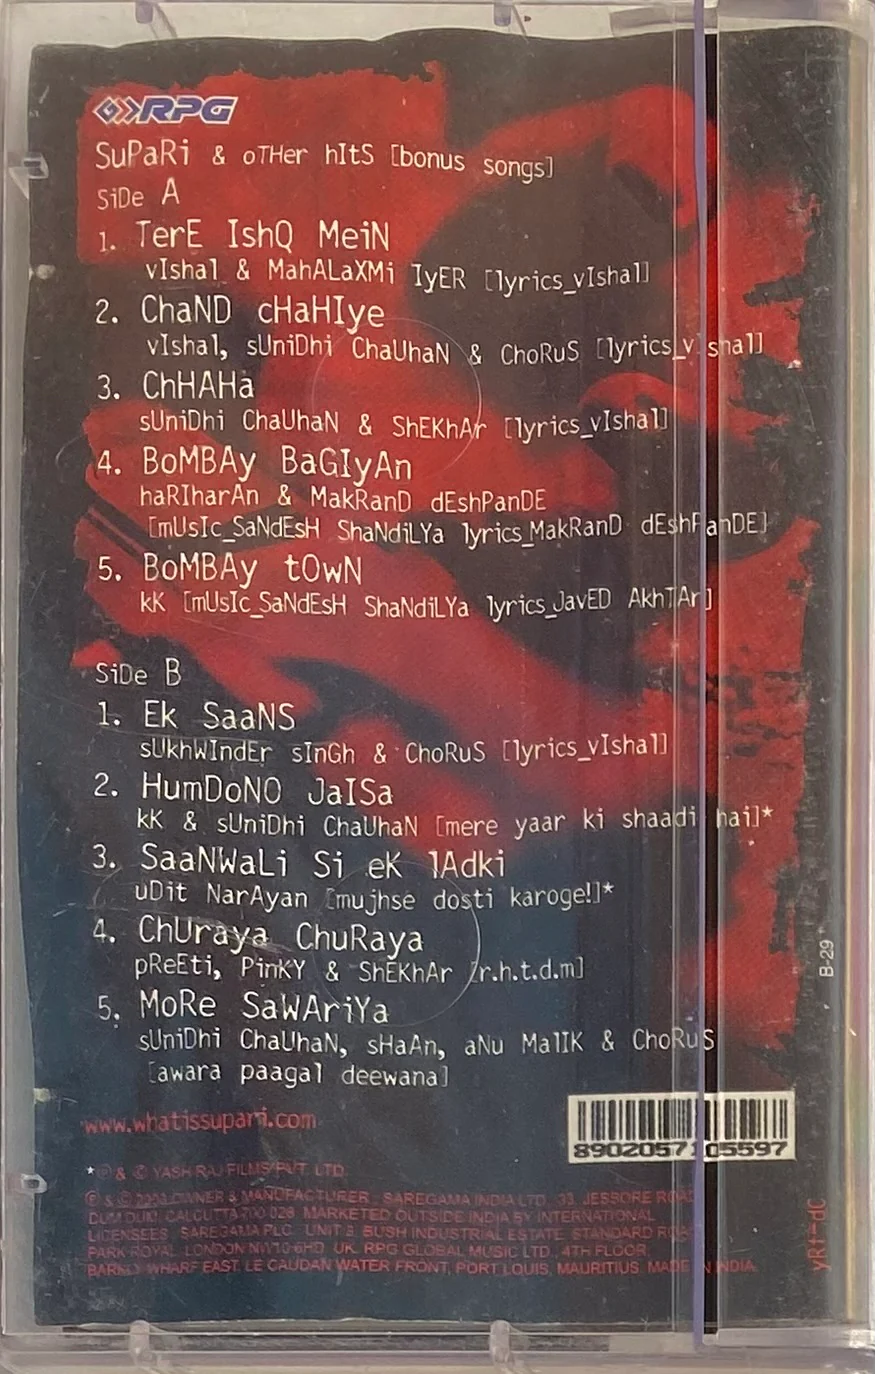 RPG
SuPaRi & oTHer hItS [bonus songs]
SiDe A
1. TerE IshQ MeiN
vIshal & MahALaXMi IyER [lyrics_vIshal]
2. ChaND cHaHIye
vIshal, sUniDhi ChaUhaN & ChoRuS [lyrics_vIshal]
3. ChHAHa
sUniDhi ChaUhaN & ShEKhAr [lyrics_vIshal]
4. BoMBAy BaGIyAn
haRIharAn & MakRanD dEshPanDE
[mUsIc_SaNdEsH ShaNdiLYa lyrics_MakRanD dEshPanDE]
5. BoMBAy tOwN
kK [mUsIc_SaNdEsH ShaNdiLYa lyrics_JavED AkhTAr]
SiDe B
1. Ek SaaNS
sUkhWIndEr sInGh & ChoRuS [lyrics_vIshal]
2. HumDoNO JaISa
kK & sUniDhi ChaUhaN [mere yaar ki shaadi hai]*
3. SaaNWaLi Si eK lAdki
uDit NarAyan [mujhse dosti karoge!]*
4. ChUraya ChuRaya
pReEti, PinKY & ShEKhAr [r.h.t.d.m]
5. MoRe SaWAriYa
sUniDhi ChaUhaN, sHaAn, aNu MalIK & ChoRuS
[awara paagal deewana]
www.whatissupari.com
8902057105597
*℗ & © YASH RAJ FILMS PVT. LTD.
℗ & © OWNER & MANUFACTURER, SAREGAMA INDIA LTD., 33, JESSORE ROAD
DUM DUM, CALCUTTA 700 028. MARKETED OUTSIDE INDIA BY INTERNATIONAL
LICENSEES. SAREGAMA PLC. UNIT 3, BUSH INDUSTRIAL ESTATE, STANDARD ROAD
PARK ROYAL, LONDON NW10 6HD. UK. RPG GLOBAL MUSIC LTD., 4TH FLOOR,
BARKLY WHARF EAST, LE CAUDAN WATER FRONT, PORT LOUIS, MAURITIUS. MADE IN INDIA.
B-29